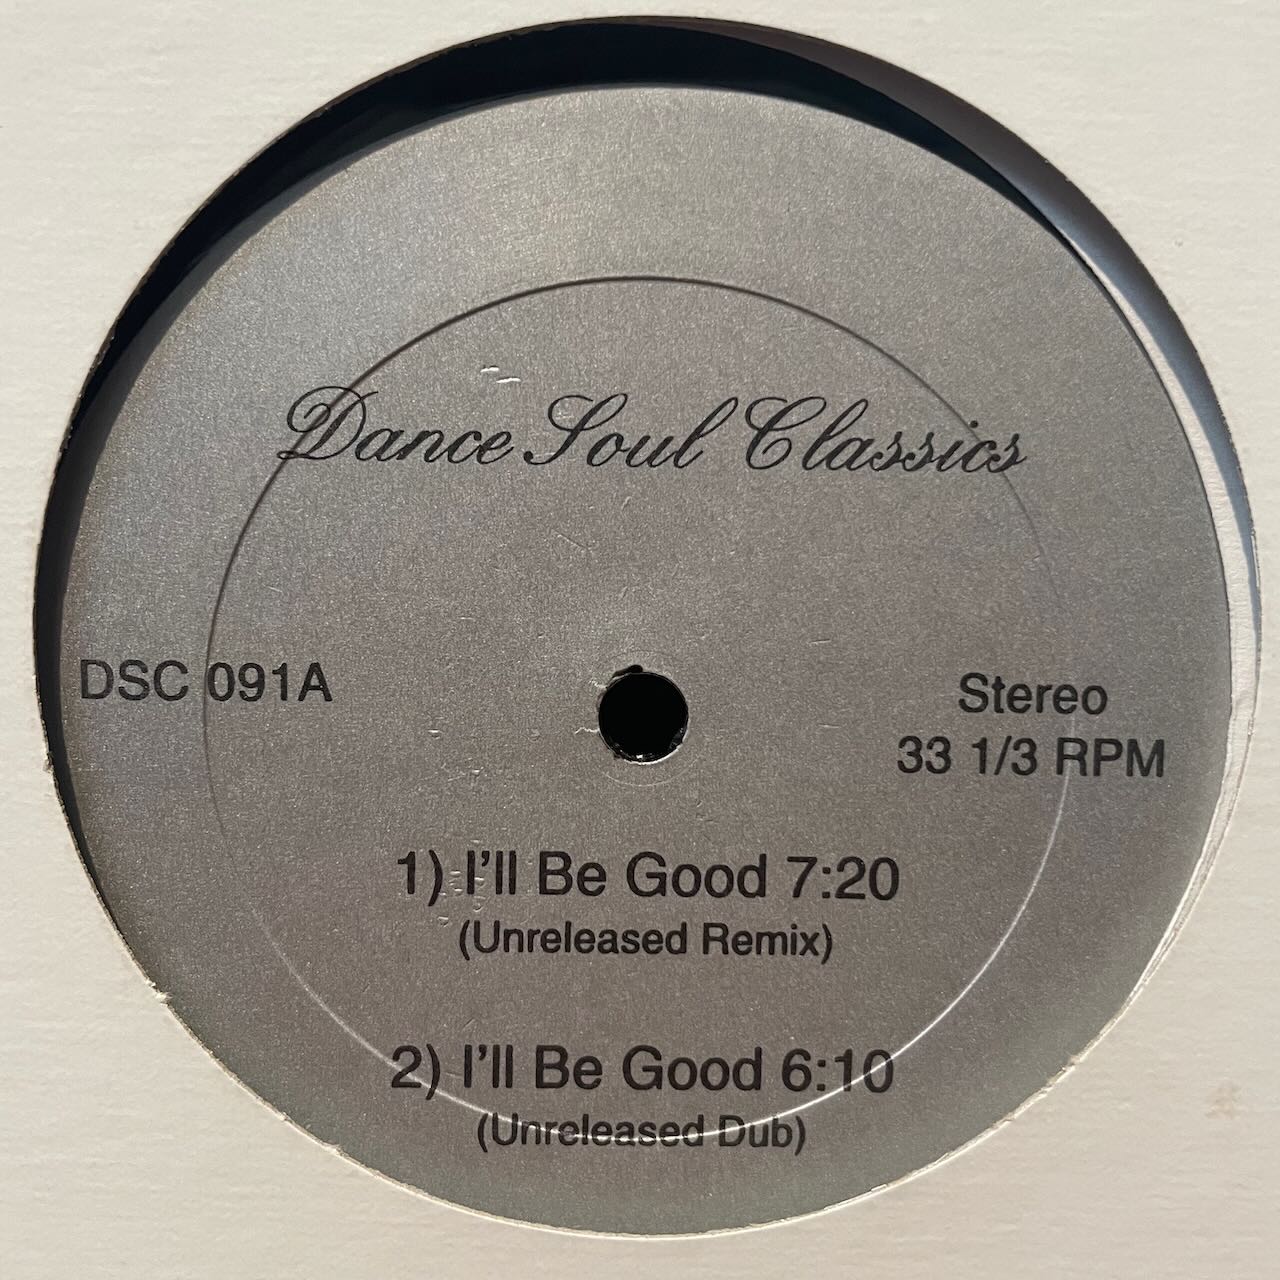 Dance Soul Classics
DSC 091A
Stereo
33 1/3 RPM
1) I'll Be Good 7:20
(Unreleased Remix)
2) I'll Be Good 6:10
(Unreleased Dub)